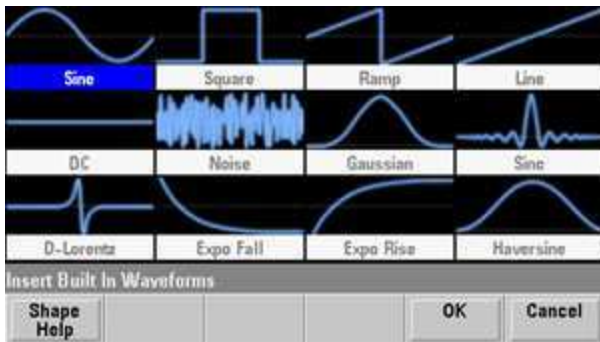 Sine Square Ramp Line
DC Noise Gaussian Sinc
D-Lorentz Expo Fall Expo Rise Haversine
Insert Built In Waveforms
Shape Help OK Cancel